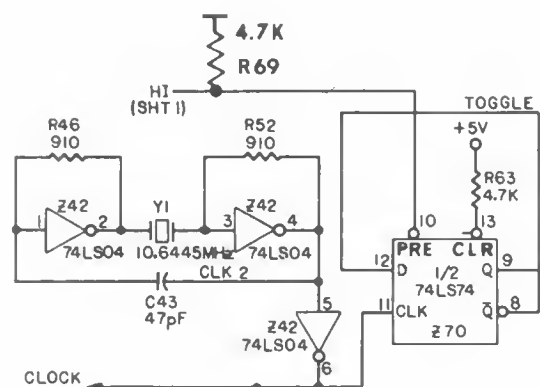 4.7K
R69
HI
(SHT 1)
TOGGLE
+5V
R46
910
R52
910
R63
4.7K
Z42
Y1
Z42
1
2
3
4
10
13
74LS04
10.6445MHz
74LS04
PRE
CLR
12
D
1/2
Q
9
CLK 2
74LS74
C43
47pF
11
CLK
Q
8
Z70
5
Z42
74LS04
6
CLOCK